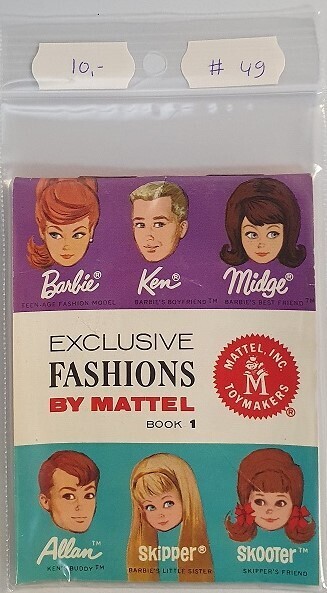 10,-
# 49
Barbie®
TEEN-AGE FASHION MODEL
Ken®
BARBIE'S BOYFRIEND™
Midge®
BARBIE'S BEST FRIEND™
EXCLUSIVE
FASHIONS
BY MATTEL
BOOK 1
MATTEL, INC.
M
TOYMAKERS
®
Allan™
KEN'S BUDDY™
Skipper®
BARBIE'S LITTLE SISTER
SKOOTER™
SKIPPER'S FRIEND